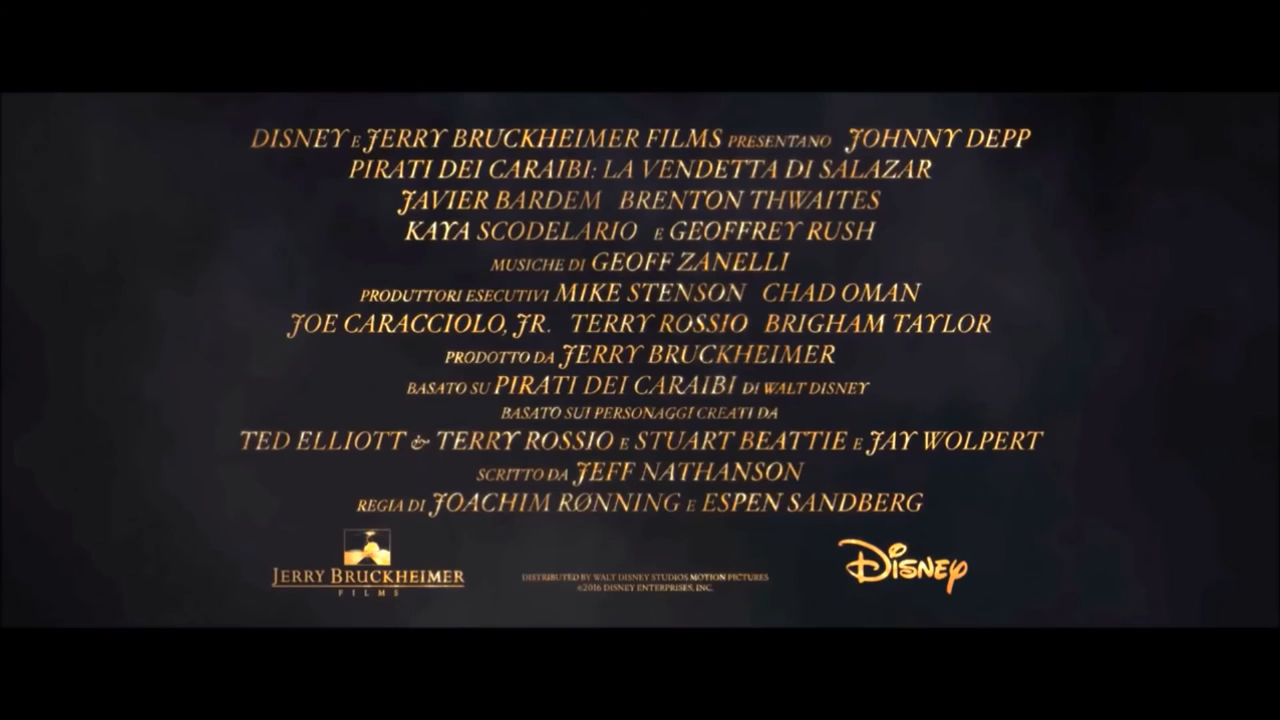 DISNEY E JERRY BRUCKHEIMER FILMS PRESENTANO JOHNNY DEPP
PIRATI DEI CARAIBI: LA VENDETTA DI SALAZAR
JAVIER BARDEM BRENTON THWAITES
KAYA SCODELARIO E GEOFFREY RUSH
MUSICHE DI GEOFF ZANELLI
PRODUTTORI ESECUTIVI MIKE STENSON CHAD OMAN
JOE CARACCIOLO, JR. TERRY ROSSIO BRIGHAM TAYLOR
PRODOTTO DA JERRY BRUCKHEIMER
BASATO SU PIRATI DEI CARAIBI DI WALT DISNEY
BASATO SUI PERSONAGGI CREATI DA
TED ELLIOTT & TERRY ROSSIO E STUART BEATTIE E JAY WOLPERT
SCRITTO DA JEFF NATHANSON
REGIA DI JOACHIM RØNNING E ESPEN SANDBERG
JERRY BRUCKHEIMER
FILMS
DISTRIBUTED BY WALT DISNEY STUDIOS MOTION PICTURES
©2016 DISNEY ENTERPRISES, INC.
DISNEY